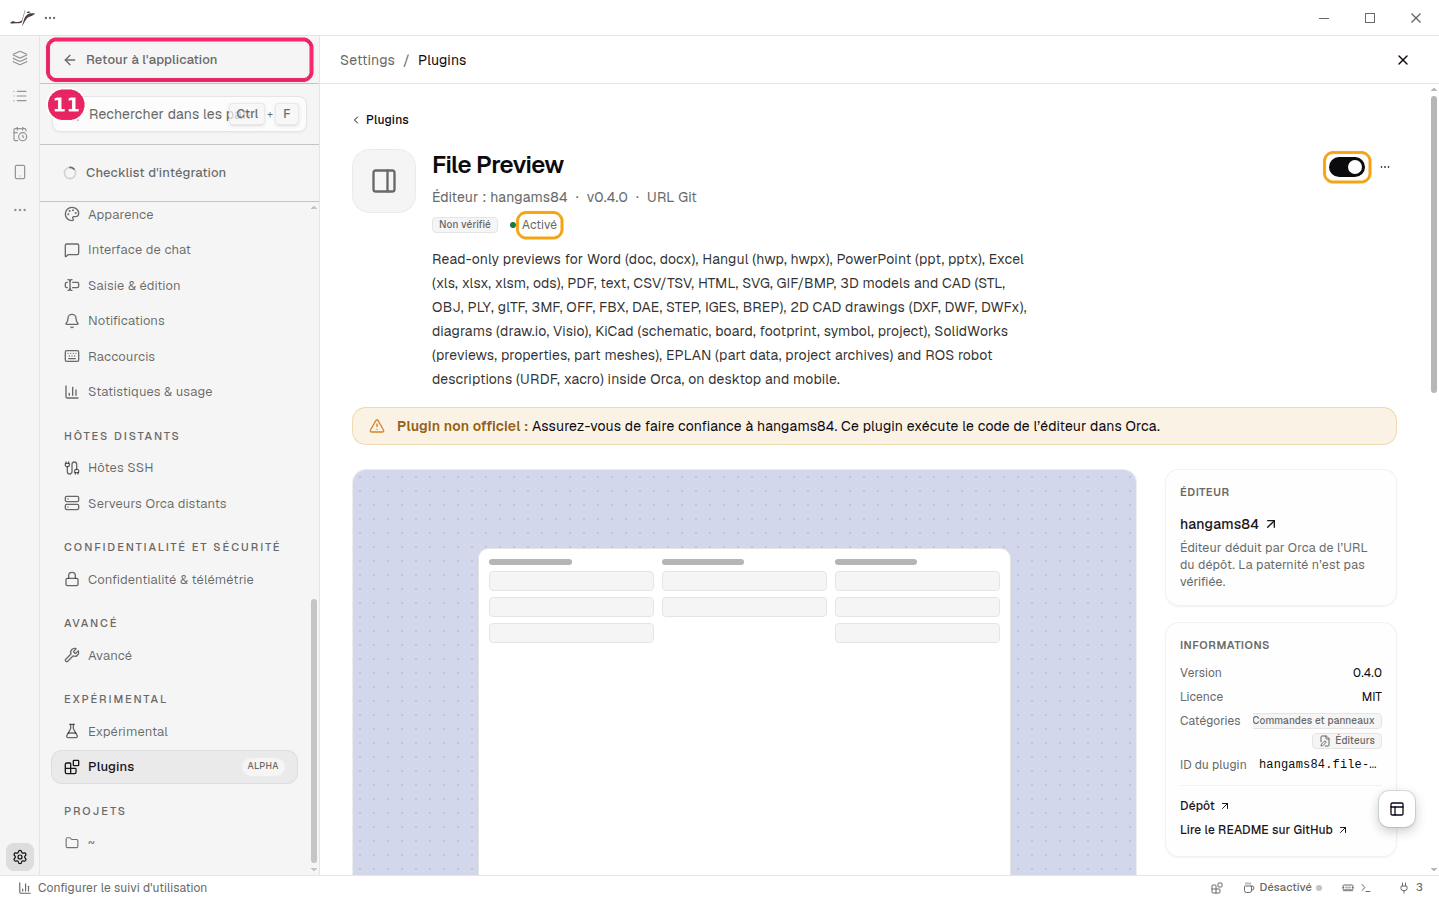 Retour à l'application
11
Rechercher dans les
Ctrl + F
Checklist d'intégration
Apparence
Interface de chat
Saisie & édition
Notifications
Raccourcis
Statistiques & usage
HÔTES DISTANTS
Hôtes SSH
Serveurs Orca distants
CONFIDENTIALITÉ ET SÉCURITÉ
Confidentialité & télémétrie
AVANCÉ
Avancé
EXPÉRIMENTAL
Expérimental
Plugins ALPHA
PROJETS
~
Settings / Plugins
Plugins
File Preview
Éditeur : hangams84 · v0.4.0 · URL Git
Non vérifié Activé
Read-only previews for Word (doc, docx), Hangul (hwp, hwpx), PowerPoint (ppt, pptx), Excel
(xls, xlsx, xlsm, ods), PDF, text, CSV/TSV, HTML, SVG, GIF/BMP, 3D models and CAD (STL,
OBJ, PLY, glTF, 3MF, OFF, FBX, DAE, STEP, IGES, BREP), 2D CAD drawings (DXF, DWF, DWFx),
diagrams (draw.io, Visio), KiCad (schematic, board, footprint, symbol, project), SolidWorks
(previews, properties, part meshes), EPLAN (part data, project archives) and ROS robot
descriptions (URDF, xacro) inside Orca, on desktop and mobile.
Plugin non officiel : Assurez-vous de faire confiance à hangams84. Ce plugin exécute le code de l'éditeur dans Orca.
ÉDITEUR
hangams84
Éditeur déduit par Orca de l'URL
du dépôt. La paternité n'est pas
vérifiée.
INFORMATIONS
Version 0.4.0
Licence MIT
Catégories Commandes et panneaux
Éditeurs
ID du plugin hangams84.file-…
Dépôt
Lire le README sur GitHub
Configurer le suivi d'utilisation
Désactivé
3